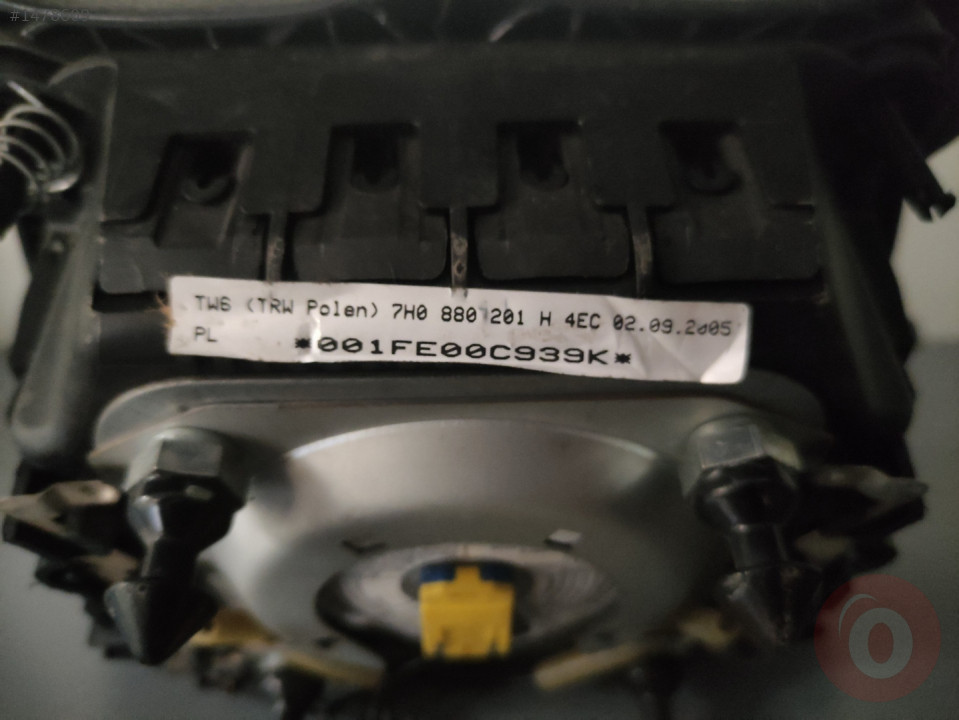 TW6 (TRW Polen) 7H0 880 201 H 4EC 02.09.2005
PL
*001FE00C939K*
O